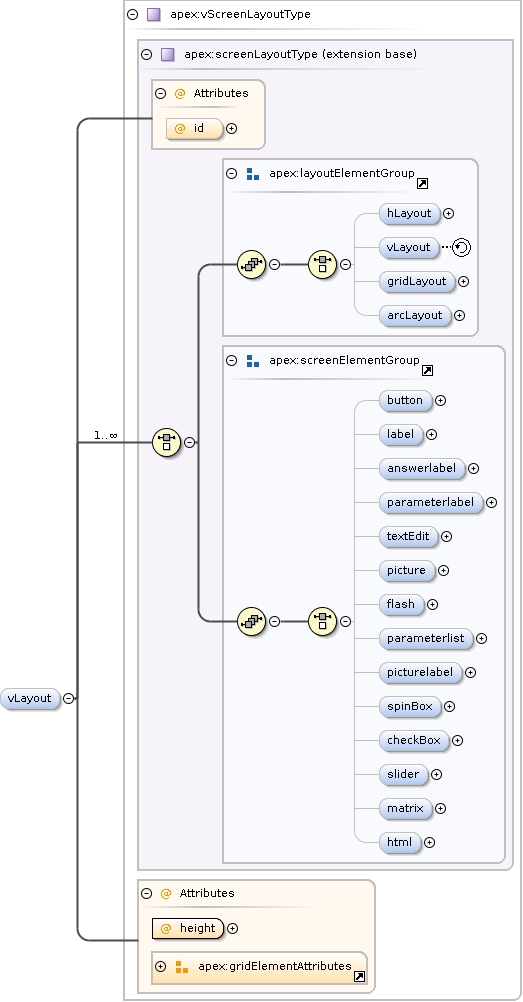 apex:vScreenLayoutType
apex:screenLayoutType (extension base)
@ Attributes
@ id
apex:layoutElementGroup
hLayout
vLayout
gridLayout
arcLayout
apex:screenElementGroup
button
label
1..∞
answerlabel
parameterlabel
textEdit
picture
flash
parameterlist
picturelabel
vLayout
spinBox
checkBox
slider
matrix
html
@ Attributes
@ height
apex:gridElementAttributes